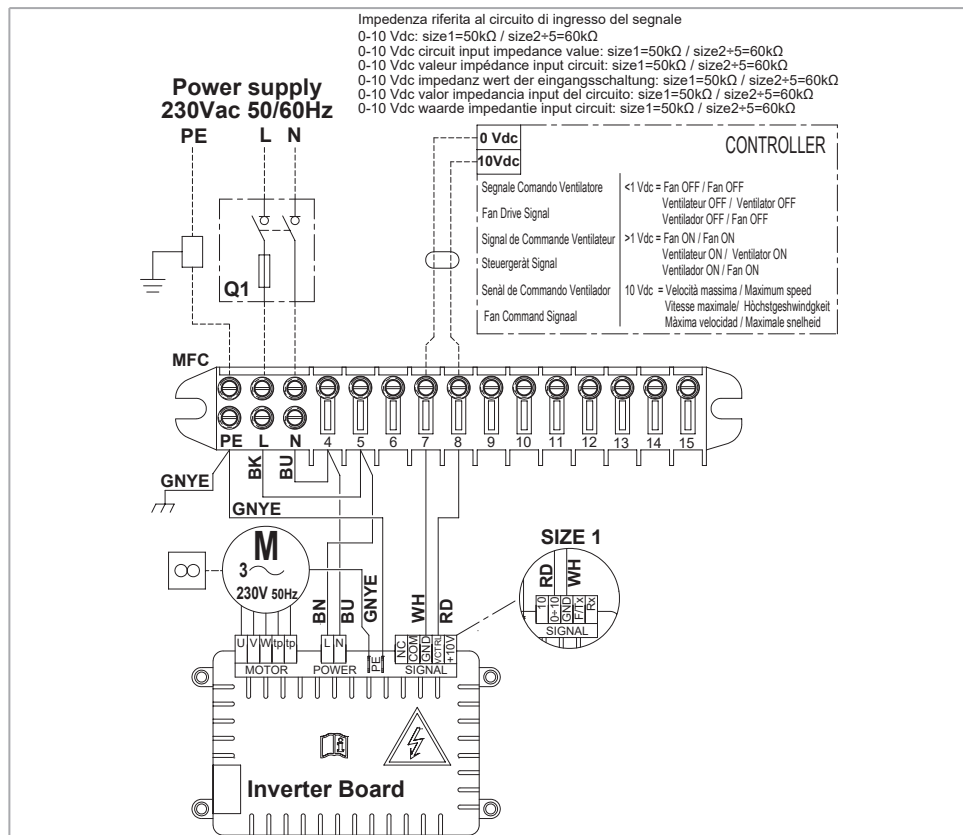 Impedenza riferita al circuito di ingresso del segnale
0-10 Vdc: size1=50kΩ / size2÷5=60kΩ
0-10 Vdc circuit input impedance value: size1=50kΩ / size2÷5=60kΩ
0-10 Vdc valeur impédance input circuit: size1=50kΩ / size2÷5=60kΩ
0-10 Vdc impedanz wert der eingangsschaltung: size1=50kΩ / size2÷5=60kΩ
0-10 Vdc valor impedancia input del circuito: size1=50kΩ / size2÷5=60kΩ
0-10 Vdc waarde impedantie input circuit: size1=50kΩ / size2÷5=60kΩ
Power supply
230Vac 50/60Hz
PE L N
0 Vdc
10Vdc
CONTROLLER
Segnale Comando Ventilatore
Fan Drive Signal
Signal de Commande Ventilateur
Steuergeràt Signal
Senàl de Commando Ventilador
Fan Command Signaal
<1 Vdc = Fan OFF / Fan OFF
Ventilateur OFF / Ventilator OFF
Ventilador OFF / Fan OFF
>1 Vdc = Fan ON / Fan ON
Ventilateur ON / Ventilator ON
Ventilador ON / Fan ON
10 Vdc = Velocità massima / Maximum speed
Vitesse maximale/ Hòchstgeshwindgkeit
Màxima velocidad / Maximale snelheid
Q1
MFC
PE L N 4 5 6 7 8 9 10 11 12 13 14 15
GNYE
BK
BU
GNYE
M
3
230V 50Hz
BN
BU
GNYE
WH
RD
SIZE 1
RD
WH
10
0÷10
GND
F/Tx
Rx
SIGNAL
U V W tp tp
MOTOR
L N
POWER
PE
NC
COM
GND
VCTRL
+10V
SIGNAL
Inverter Board